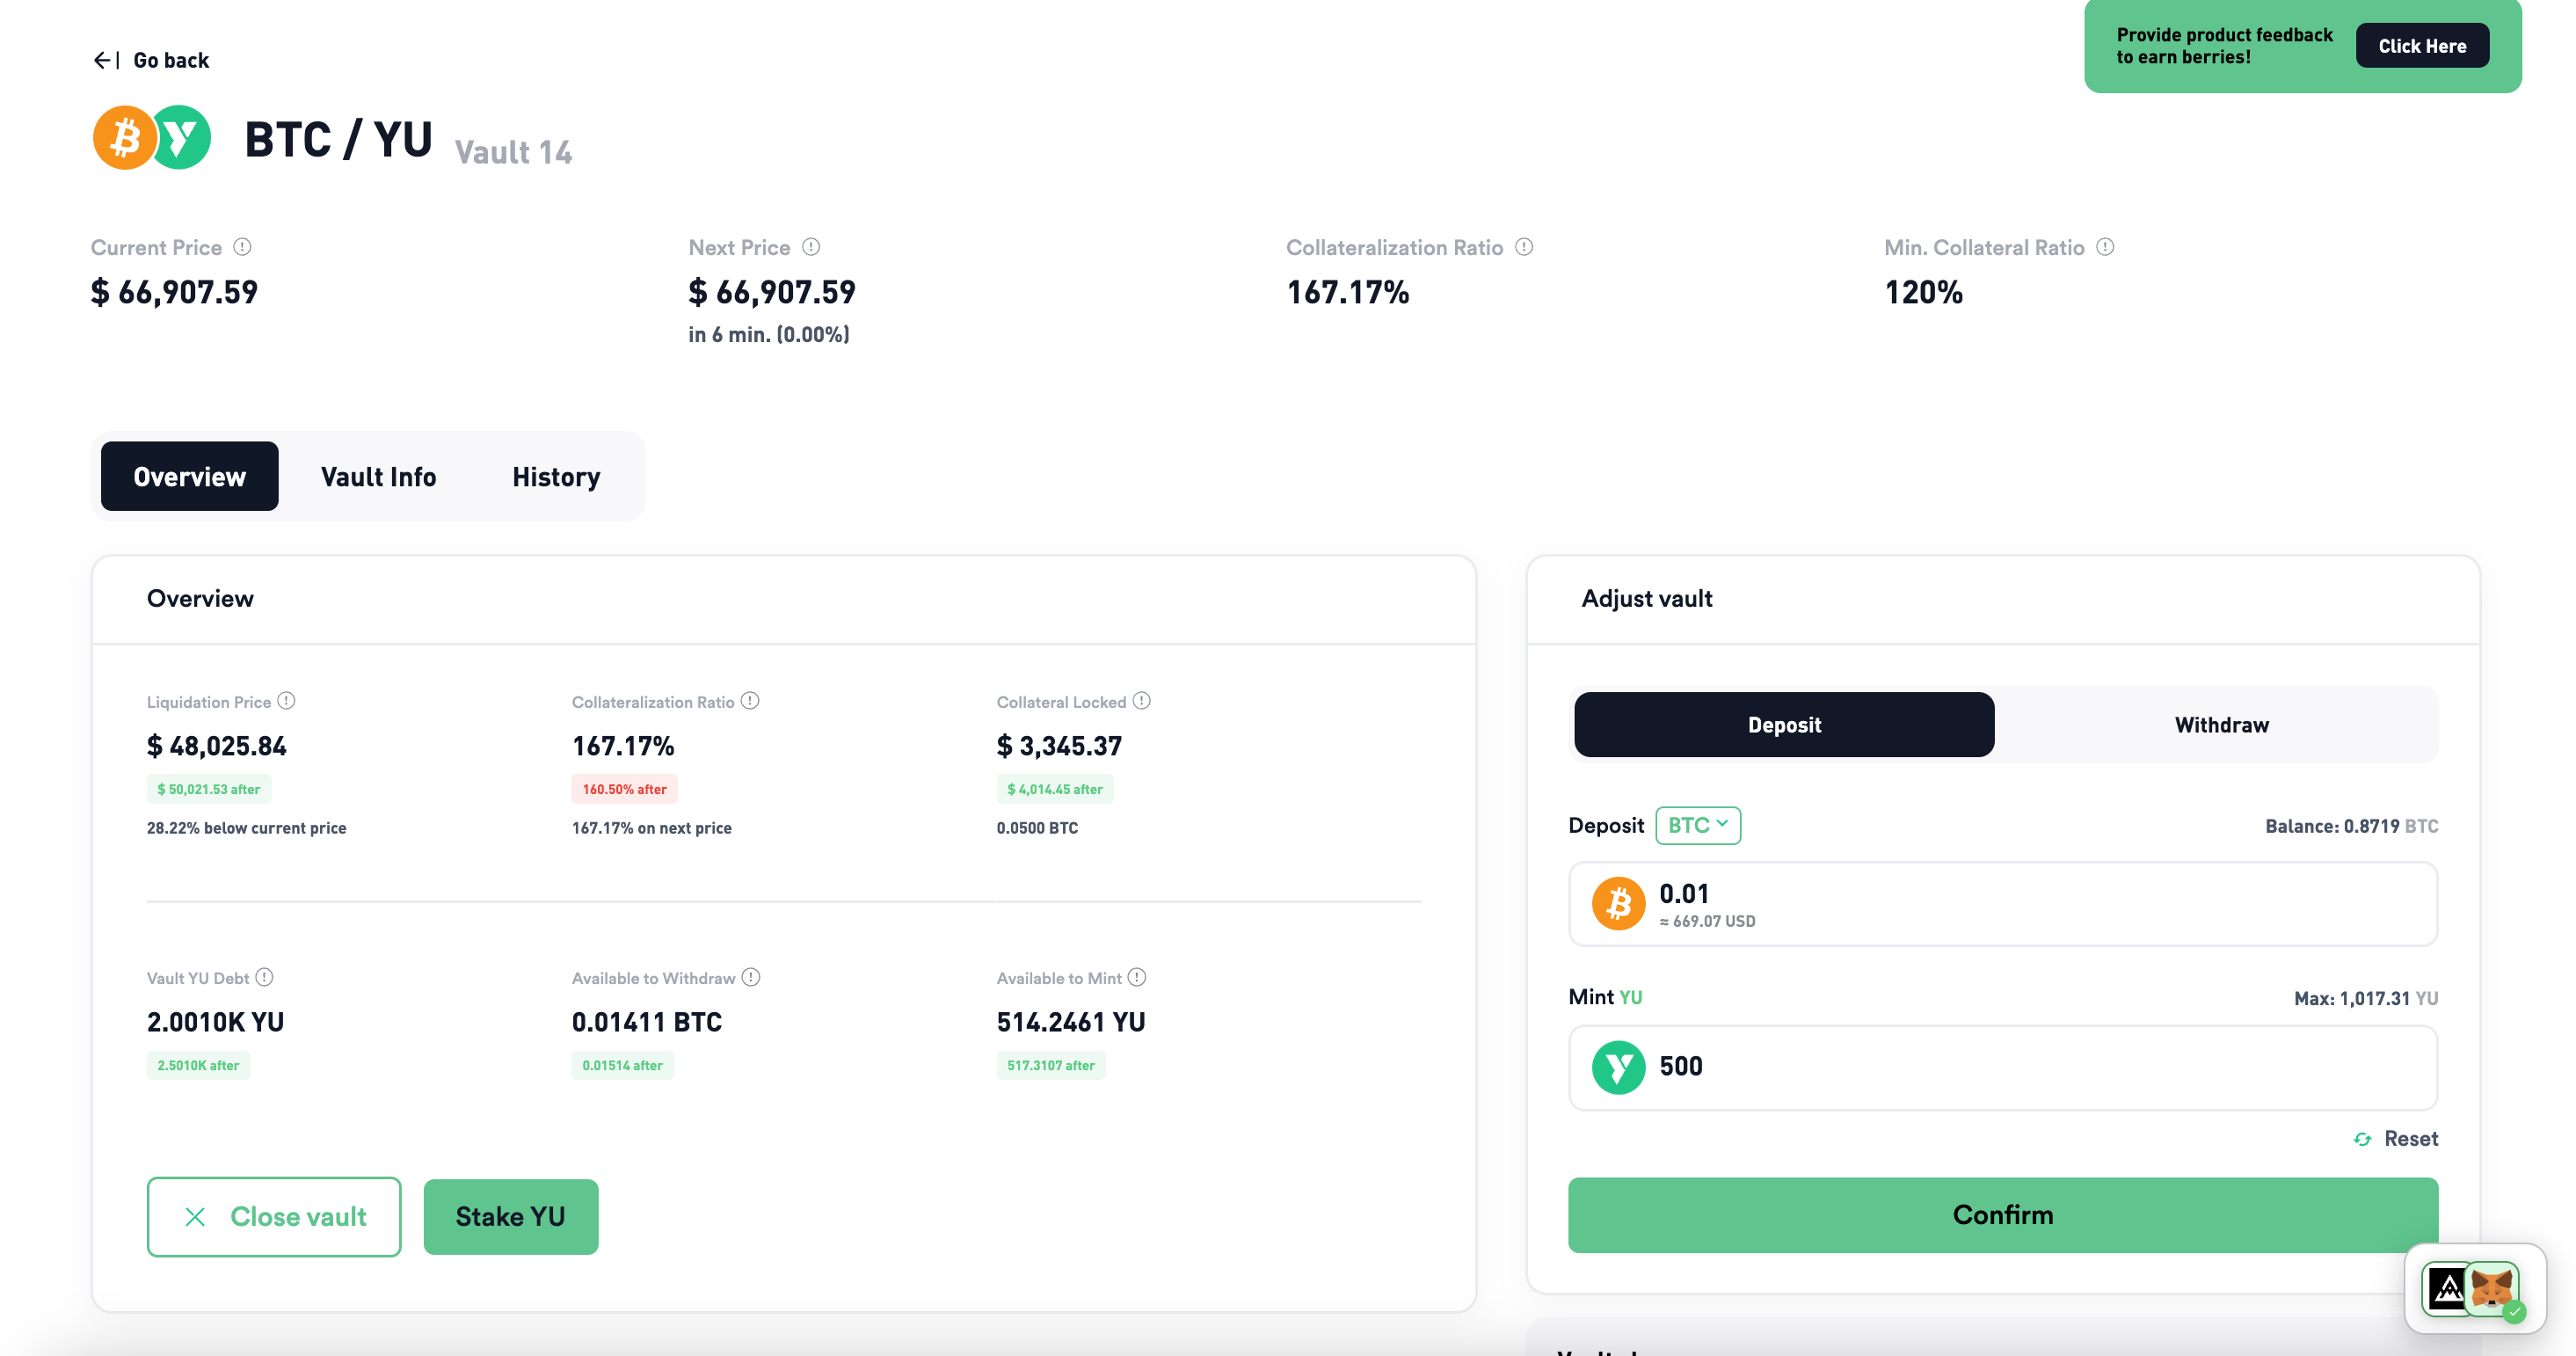 Go back
Provide product feedback
to earn berries!
Click Here
BTC / YU Vault 14
Current Price
$ 66,907.59
Next Price
$ 66,907.59
in 6 min. (0.00%)
Collateralization Ratio
167.17%
Min. Collateral Ratio
120%
Overview
Vault Info
History
Overview
Liquidation Price
$ 48,025.84
$ 50,021.53 after
28.22% below current price
Collateralization Ratio
167.17%
160.50% after
167.17% on next price
Collateral Locked
$ 3,345.37
$ 4,014.45 after
0.0500 BTC
Vault YU Debt
2.0010K YU
2.5010K after
Available to Withdraw
0.01411 BTC
0.01514 after
Available to Mint
514.2461 YU
517.3107 after
Close vault
Stake YU
Adjust vault
Deposit
Withdraw
Deposit BTC
Balance: 0.8719 BTC
0.01
≈ 669.07 USD
Mint YU
Max: 1,017.31 YU
500
Reset
Confirm